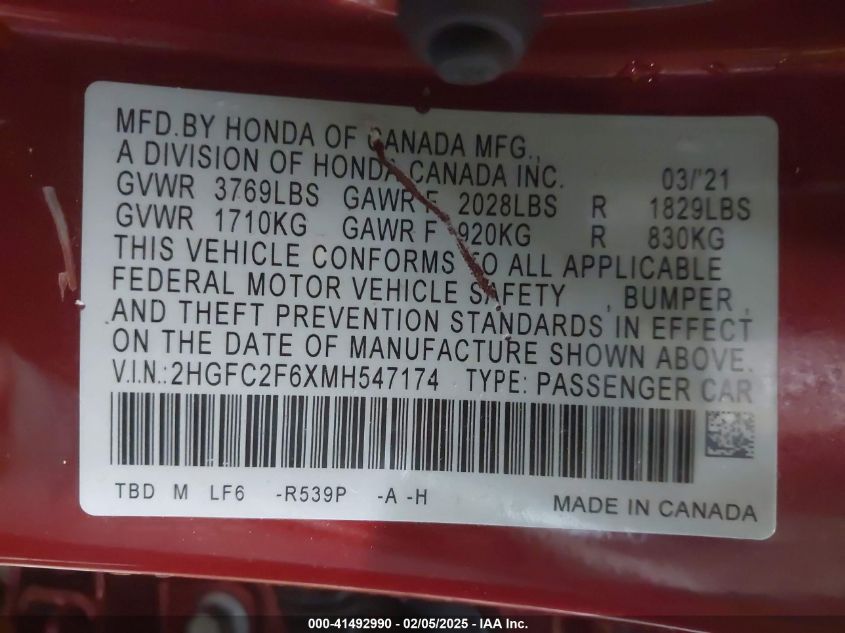 MFD.BY HONDA OF CANADA MFG.,
A DIVISION OF HONDA CANADA INC. 03/'21
GVWR 3769LBS GAWR F 2028LBS R 1829LBS
GVWR 1710KG GAWR F 920KG R 830KG
THIS VEHICLE CONFORMS TO ALL APPLICABLE
FEDERAL MOTOR VEHICLE SAFETY , BUMPER ,
AND THEFT PREVENTION STANDARDS IN EFFECT
ON THE DATE OF MANUFACTURE SHOWN ABOVE.
V.I.N.: 2HGFC2F6XMH547174 TYPE: PASSENGER CAR
TBD M LF6 -R539P -A -H MADE IN CANADA
000-41492990 - 02/05/2025 - IAA Inc.